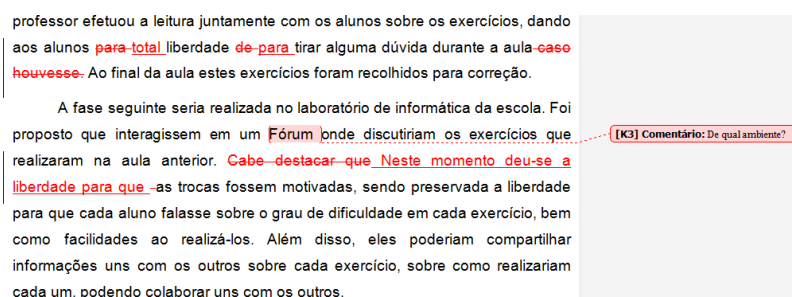 professor efetuou a leitura juntamente com os alunos sobre os exercícios, dando
aos alunos para total liberdade de para tirar alguma dúvida durante a aula caso
houvesse. Ao final da aula estes exercícios foram recolhidos para correção.
A fase seguinte seria realizada no laboratório de informática da escola. Foi
proposto que interagissem em um Fórum onde discutiriam os exercícios que
[K3] Comentário: De qual ambiente?
realizaram na aula anterior. Cabe destacar que Neste momento deu-se a
liberdade para que as trocas fossem motivadas, sendo preservada a liberdade
para que cada aluno falasse sobre o grau de dificuldade em cada exercício, bem
como facilidades ao realizá-los. Além disso, eles poderiam compartilhar
informações uns com os outros sobre cada exercício, sobre como realizariam
cada um, podendo colaborar uns com os outros.